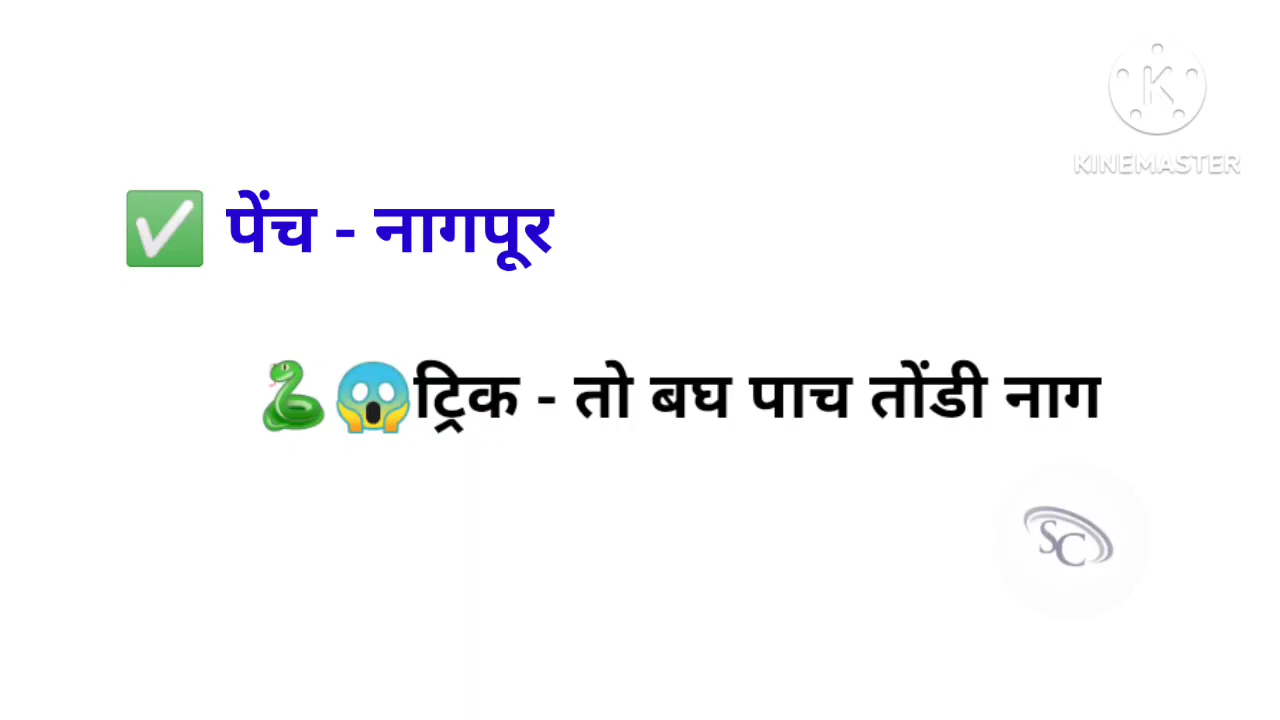 KINEMASTER
✅ पेंच - नागपूर
🐍😱ट्रिक - तो बघ पाच तोंडी नाग
SC